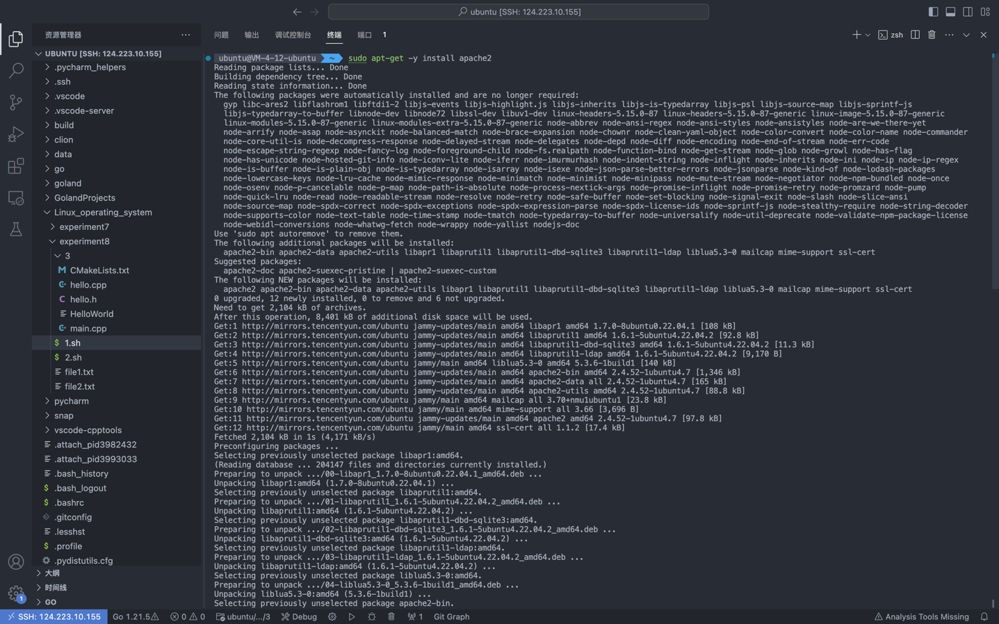 ubuntu [SSH: 124.223.10.155]
资源管理器
UBUNTU [SSH: 124.223.10.155]
.pycharm_helpers
.ssh
.vscode
.vscode-server
build
clion
data
go
goland
GolandProjects
Linux_operating_system
experiment7
experiment8
3
CMakeLists.txt
hello.cpp
hello.h
HelloWorld
main.cpp
1.sh
2.sh
file1.txt
file2.txt
pycharm
snap
vscode-cpptools
.attach_pid3982432
.attach_pid3993033
.bash_history
.bash_logout
.bashrc
.gitconfig
.lesshst
.profile
.pydistutils.cfg
大纲
时间线
GO
问题 输出 调试控制台 终端 端口 1
zsh
ubuntu@VM-4-12-ubuntu ~ sudo apt-get -y install apache2
Reading package lists... Done
Building dependency tree... Done
Reading state information... Done
The following packages were automatically installed and are no longer required:
gyp libc-ares2 libflashrom1 libftdi1-2 libjs-events libjs-highlight.js libjs-inherits libjs-is-typedarray libjs-psl libjs-source-map libjs-sprintf-js
libjs-typedarray-to-buffer libnode-dev libnode72 libssl-dev libuv1-dev linux-headers-5.15.0-87 linux-headers-5.15.0-87-generic linux-image-5.15.0-87-generic
linux-modules-5.15.0-87-generic linux-modules-extra-5.15.0-87-generic node-abbrev node-ansi-regex node-ansi-styles node-ansistyles node-are-we-there-yet
node-arrify node-asap node-asynckit node-balanced-match node-brace-expansion node-chownr node-clean-yaml-object node-color-convert node-color-name node-commander
node-core-util-is node-decompress-response node-delayed-stream node-delegates node-depd node-diff node-encoding node-end-of-stream node-err-code
node-escape-string-regexp node-fancy-log node-foreground-child node-fs.realpath node-function-bind node-get-stream node-glob node-growl node-has-flag
node-has-unicode node-hosted-git-info node-iconv-lite node-iferr node-imurmurhash node-indent-string node-inflight node-inherits node-ini node-ip node-ip-regex
node-is-buffer node-is-plain-obj node-is-typedarray node-isarray node-isexe node-json-parse-better-errors node-jsonparse node-kind-of node-lodash-packages
node-lowercase-keys node-lru-cache node-mimic-response node-minimatch node-minimist node-minipass node-mute-stream node-negotiator node-npm-bundled node-once
node-osenv node-p-cancelable node-p-map node-path-is-absolute node-process-nextick-args node-promise-inflight node-promise-retry node-promzard node-pump
node-quick-lru node-read node-readable-stream node-resolve node-retry node-safe-buffer node-set-blocking node-signal-exit node-slash node-slice-ansi
node-source-map node-spdx-correct node-spdx-exceptions node-spdx-expression-parse node-spdx-license-ids node-sprintf-js node-stealthy-require node-string-decoder
node-supports-color node-text-table node-time-stamp node-tmatch node-typedarray-to-buffer node-universalify node-util-deprecate node-validate-npm-package-license
node-webidl-conversions node-whatwg-fetch node-wrappy node-yallist nodejs-doc
Use 'sudo apt autoremove' to remove them.
The following additional packages will be installed:
apache2-bin apache2-data apache2-utils libapr1 libaprutil1 libaprutil1-dbd-sqlite3 libaprutil1-ldap liblua5.3-0 mailcap mime-support ssl-cert
Suggested packages:
apache2-doc apache2-suexec-pristine | apache2-suexec-custom
The following NEW packages will be installed:
apache2 apache2-bin apache2-data apache2-utils libapr1 libaprutil1 libaprutil1-dbd-sqlite3 libaprutil1-ldap liblua5.3-0 mailcap mime-support ssl-cert
0 upgraded, 12 newly installed, 0 to remove and 6 not upgraded.
Need to get 2,104 kB of archives.
After this operation, 8,401 kB of additional disk space will be used.
Get:1 http://mirrors.tencentyun.com/ubuntu jammy-updates/main amd64 libapr1 amd64 1.7.0-8ubuntu0.22.04.1 [108 kB]
Get:2 http://mirrors.tencentyun.com/ubuntu jammy-updates/main amd64 libaprutil1 amd64 1.6.1-5ubuntu4.22.04.2 [92.8 kB]
Get:3 http://mirrors.tencentyun.com/ubuntu jammy-updates/main amd64 libaprutil1-dbd-sqlite3 amd64 1.6.1-5ubuntu4.22.04.2 [11.3 kB]
Get:4 http://mirrors.tencentyun.com/ubuntu jammy-updates/main amd64 libaprutil1-ldap amd64 1.6.1-5ubuntu4.22.04.2 [9,170 B]
Get:5 http://mirrors.tencentyun.com/ubuntu jammy/main amd64 liblua5.3-0 amd64 5.3.6-1build1 [140 kB]
Get:6 http://mirrors.tencentyun.com/ubuntu jammy-updates/main amd64 apache2-bin amd64 2.4.52-1ubuntu4.7 [1,346 kB]
Get:7 http://mirrors.tencentyun.com/ubuntu jammy-updates/main amd64 apache2-data all 2.4.52-1ubuntu4.7 [165 kB]
Get:8 http://mirrors.tencentyun.com/ubuntu jammy-updates/main amd64 apache2-utils amd64 2.4.52-1ubuntu4.7 [88.8 kB]
Get:9 http://mirrors.tencentyun.com/ubuntu jammy/main amd64 mailcap all 3.70+nmu1ubuntu1 [23.8 kB]
Get:10 http://mirrors.tencentyun.com/ubuntu jammy/main amd64 mime-support all 3.66 [3,696 B]
Get:11 http://mirrors.tencentyun.com/ubuntu jammy-updates/main amd64 apache2 amd64 2.4.52-1ubuntu4.7 [97.8 kB]
Get:12 http://mirrors.tencentyun.com/ubuntu jammy/main amd64 ssl-cert all 1.1.2 [17.4 kB]
Fetched 2,104 kB in 1s (4,171 kB/s)
Preconfiguring packages ...
Selecting previously unselected package libapr1:amd64.
(Reading database ... 204147 files and directories currently installed.)
Preparing to unpack .../00-libapr1_1.7.0-8ubuntu0.22.04.1_amd64.deb ...
Unpacking libapr1:amd64 (1.7.0-8ubuntu0.22.04.1) ...
Selecting previously unselected package libaprutil1:amd64.
Preparing to unpack .../01-libaprutil1_1.6.1-5ubuntu4.22.04.2_amd64.deb ...
Unpacking libaprutil1:amd64 (1.6.1-5ubuntu4.22.04.2) ...
Selecting previously unselected package libaprutil1-dbd-sqlite3:amd64.
Preparing to unpack .../02-libaprutil1-dbd-sqlite3_1.6.1-5ubuntu4.22.04.2_amd64.deb ...
Unpacking libaprutil1-dbd-sqlite3:amd64 (1.6.1-5ubuntu4.22.04.2) ...
Selecting previously unselected package libaprutil1-ldap:amd64.
Preparing to unpack .../03-libaprutil1-ldap_1.6.1-5ubuntu4.22.04.2_amd64.deb ...
Unpacking libaprutil1-ldap:amd64 (1.6.1-5ubuntu4.22.04.2) ...
Selecting previously unselected package liblua5.3-0:amd64.
Preparing to unpack .../04-liblua5.3-0_5.3.6-1build1_amd64.deb ...
Unpacking liblua5.3-0:amd64 (5.3.6-1build1) ...
Selecting previously unselected package apache2-bin.
1
SSH: 124.223.10.155 Go 1.21.5 0 0 ubuntu/.../3 Debug 1 Git Graph Analysis Tools Missing